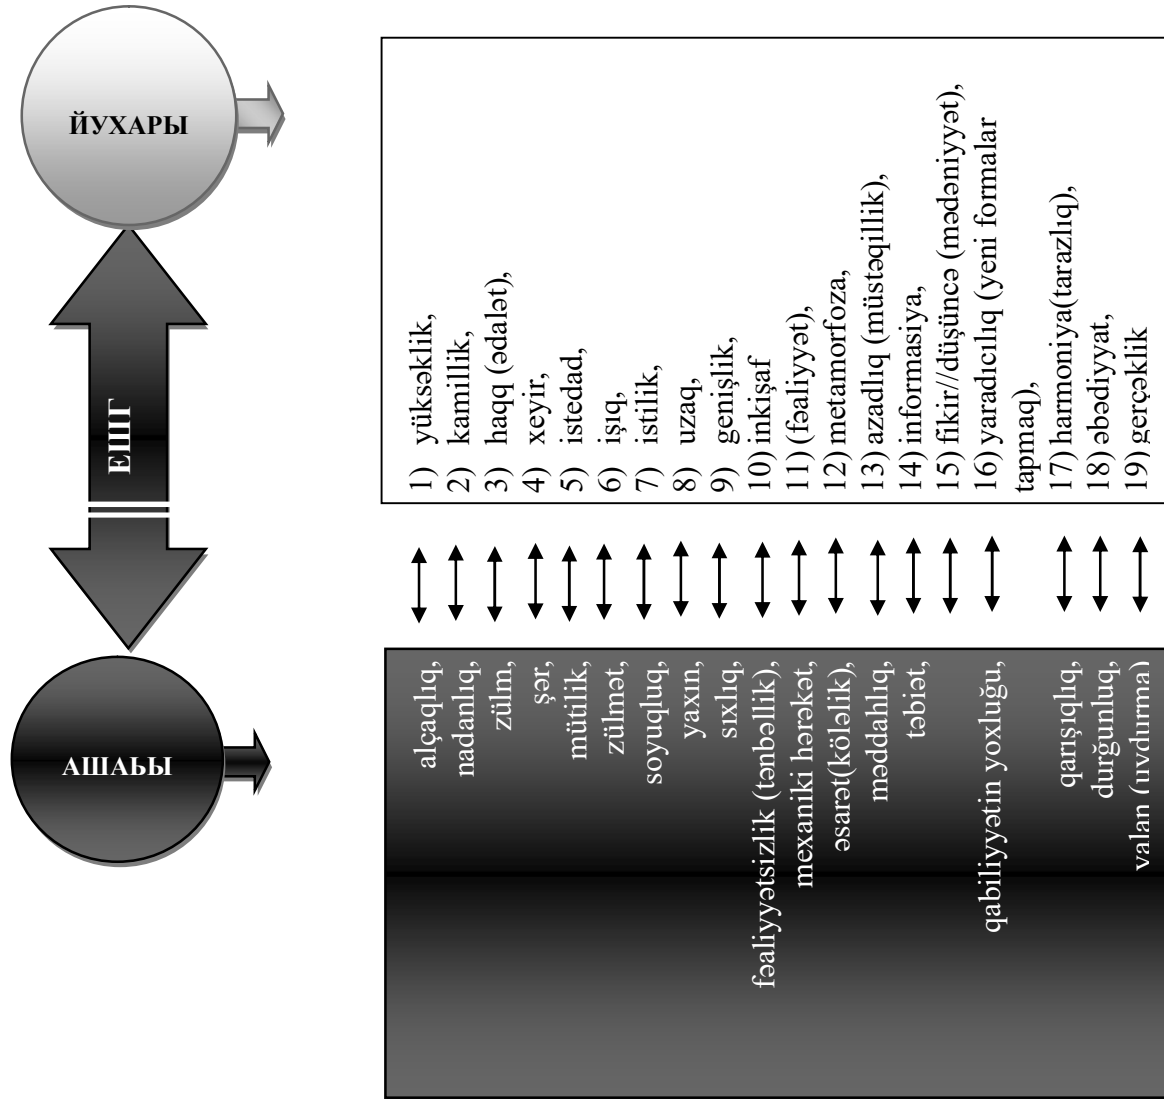 ЙУХАРЫ
ЕШГ
АШАЬЫ
1) yüksəklik,
2) kamillik,
3) haqq (ədalət),
4) xeyir,
5) istedad,
6) işıq,
7) istilik,
8) uzaq,
9) genişlik,
10) inkişaf
11) (fəaliyyət),
12) metamorfoza,
13) azadlıq (müstəqillik),
14) informasiya,
15) fikir//düşüncə (mədəniyyət),
16) yaradıcılıq (yeni formalar
tapmaq),
17) harmoniya(tarazlıq),
18) əbədiyyat,
19) gerçəklik
alçaqlıq,
nadanlıq,
zülm,
şər,
mütilik,
zülmət,
soyuqluq,
yaxın,
sıxlıq,
fəaliyyətsizlik (tənbəllik),
mexaniki hərəkət,
əsarət(köləlik),
məddahlıq,
təbiət,
qabiliyyətin yoxluğu,
qarışıqlıq,
durğunluq,
yalan (uydurma)